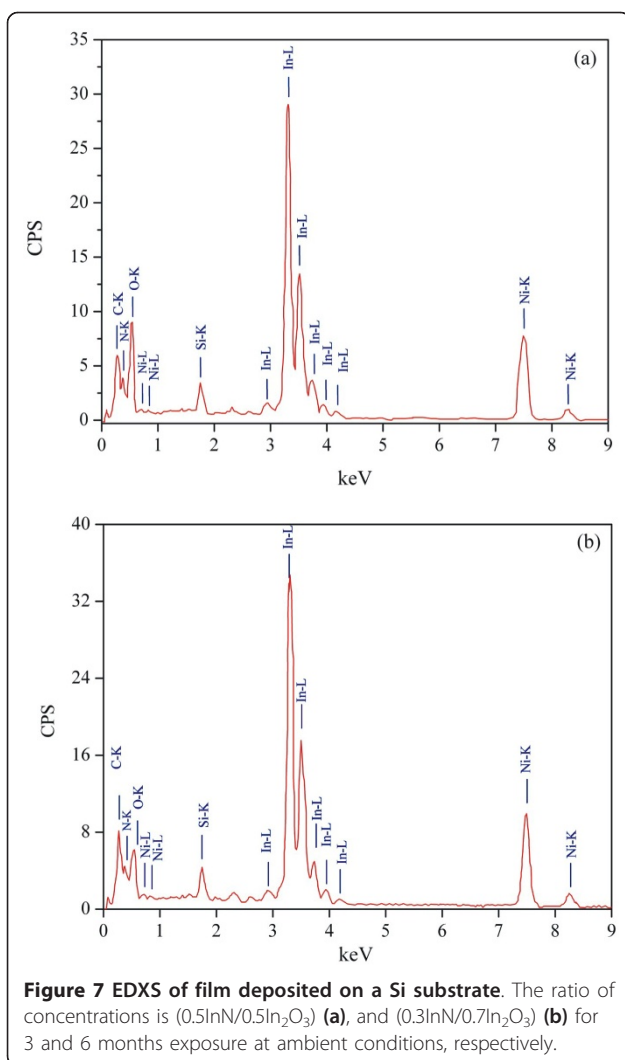 (a)
35
30
25
20
15
10
5
0
CPS
C-K
N-K
O-K
Ni-L
Ni-L
Si-K
In-L
In-L
In-L
In-L
In-L
In-L
Ni-K
Ni-K
0 1 2 3 4 5 6 7 8 9
keV
(b)
40
32
24
16
8
0
CPS
C-K
N-K
O-K
Ni-L
Ni-L
Si-K
In-L
In-L
In-L
In-L
In-L
In-L
Ni-K
Ni-K
0 1 2 3 4 5 6 7 8 9
keV
Figure 7 EDXS of film deposited on a Si substrate. The ratio of
concentrations is (0.5InN/0.5In₂O₃) (a), and (0.3InN/0.7In₂O₃) (b) for
3 and 6 months exposure at ambient conditions, respectively.